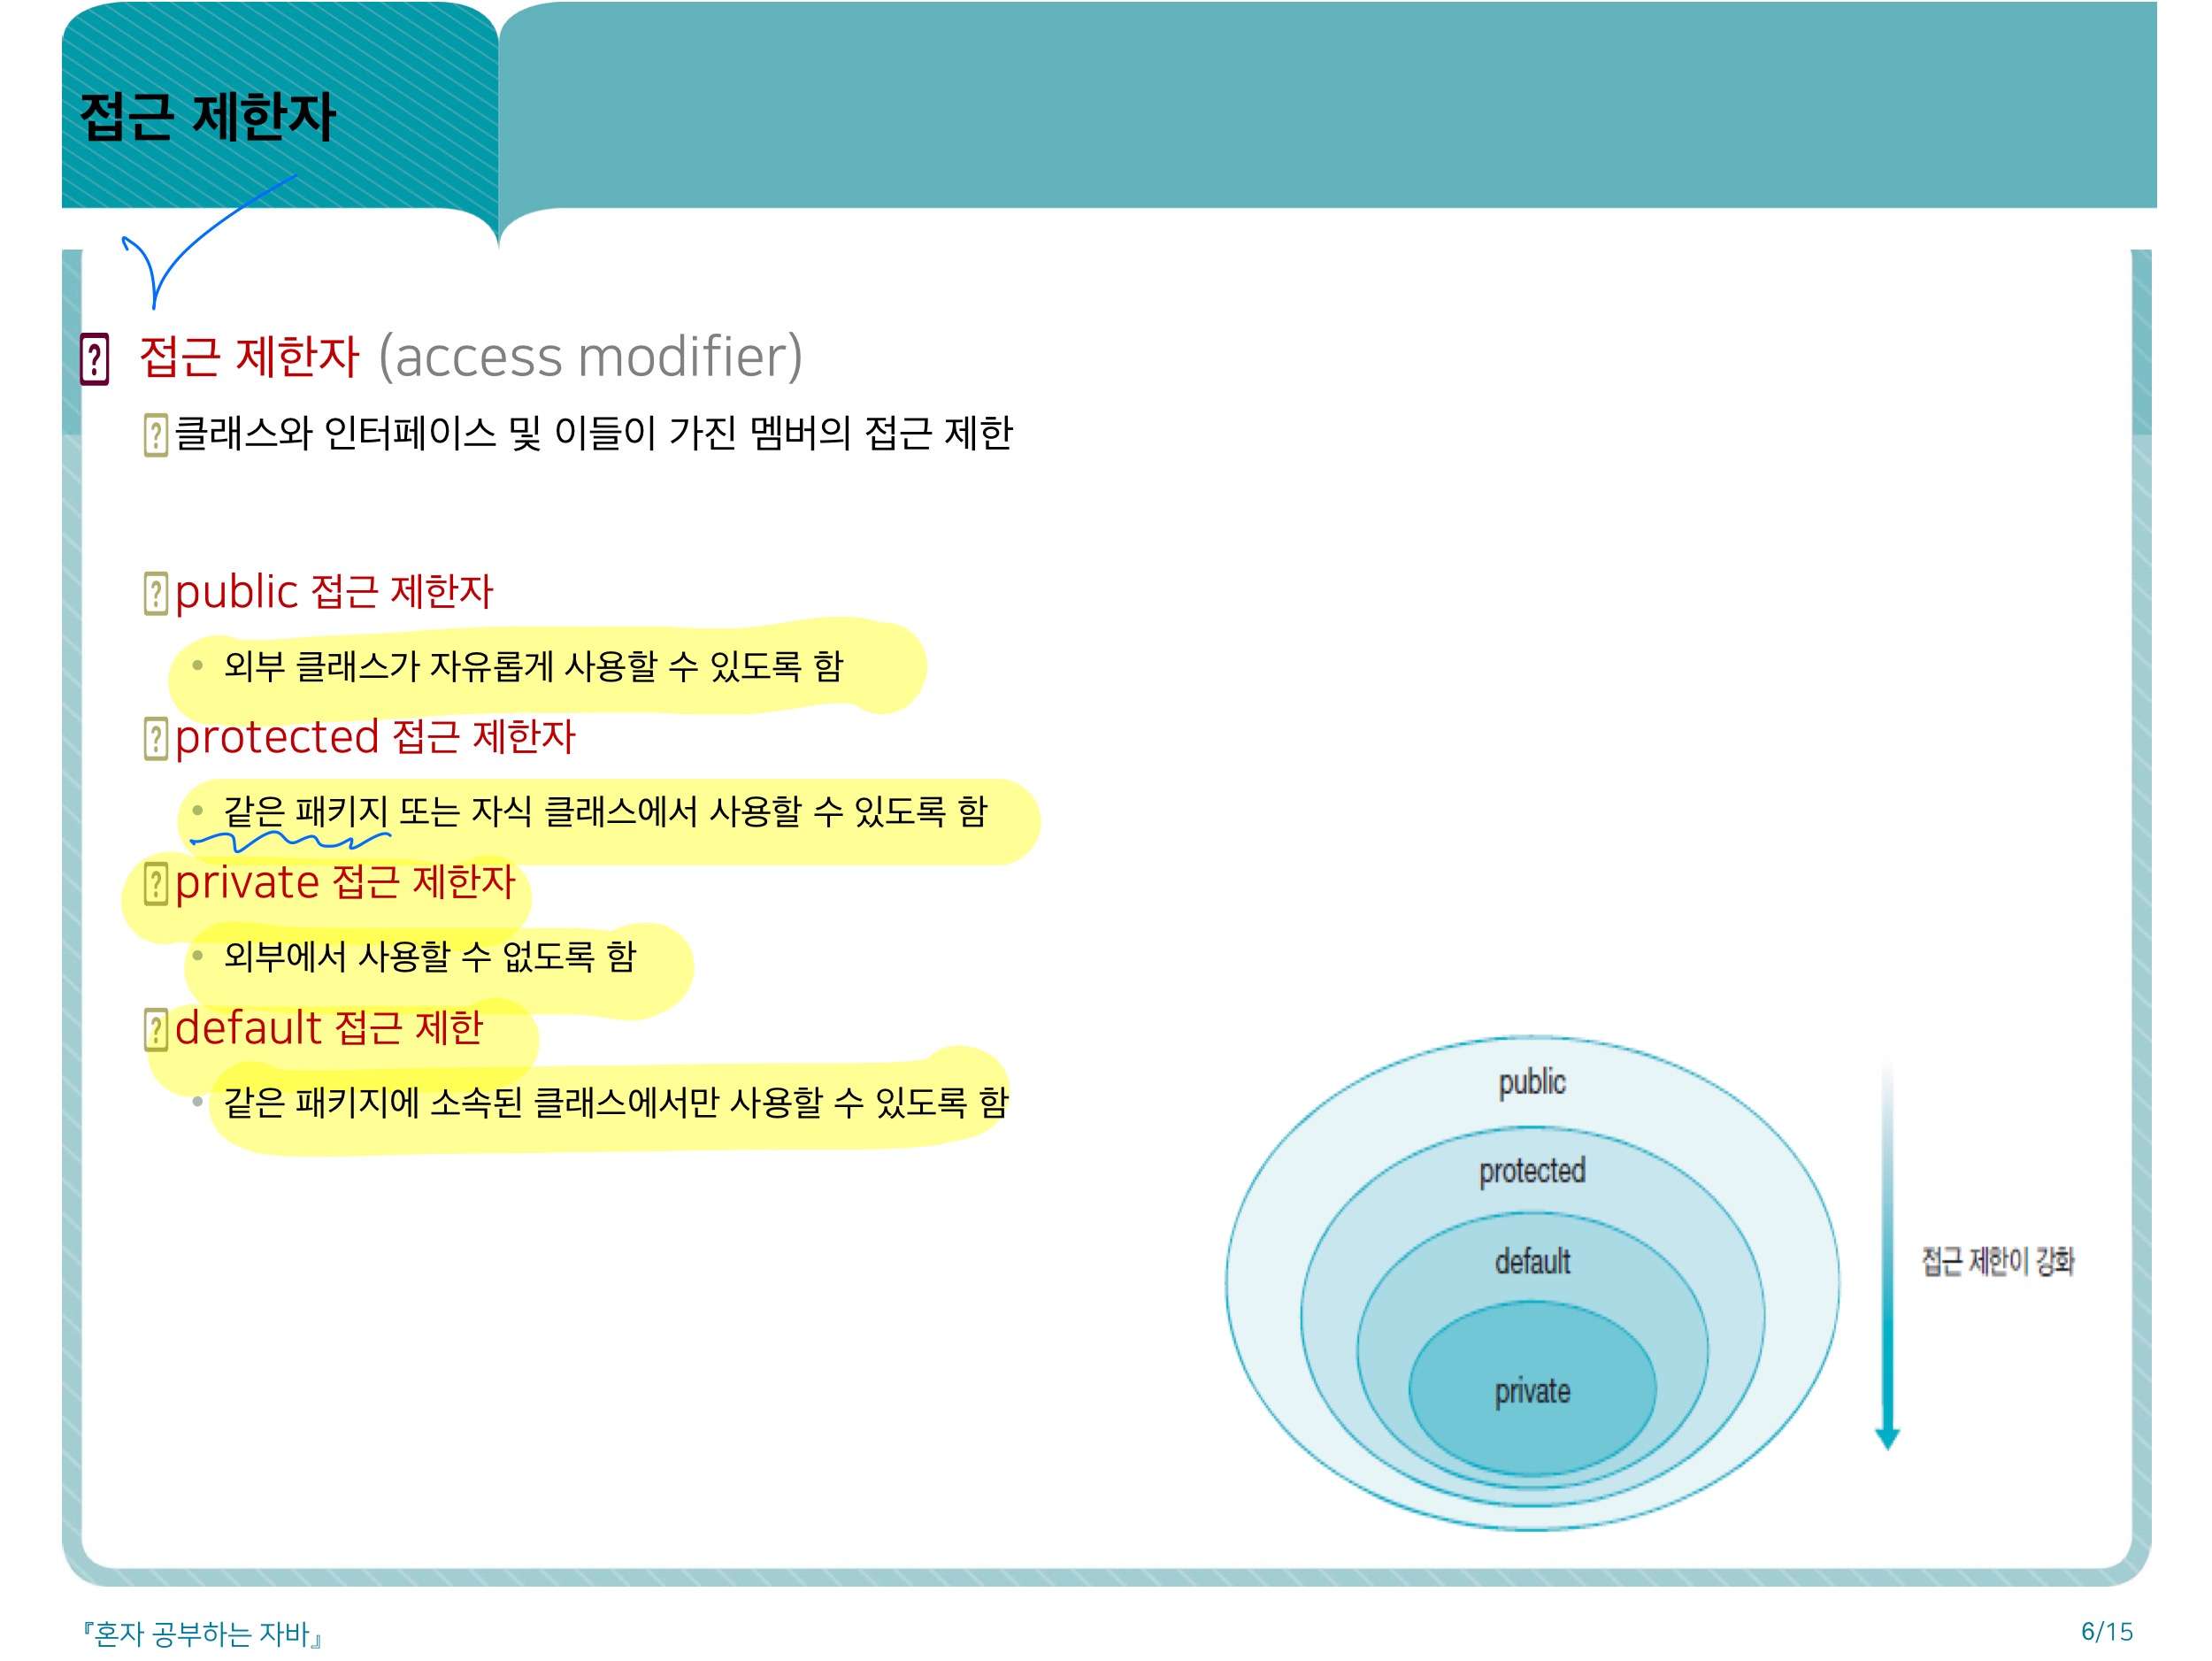 접근 제한자
접근 제한자 (access modifier)
클래스와 인터페이스 및 이들이 가진 멤버의 접근 제한
public 접근 제한자
• 외부 클래스가 자유롭게 사용할 수 있도록 함
protected 접근 제한자
• 같은 패키지 또는 자식 클래스에서 사용할 수 있도록 함
private 접근 제한자
• 외부에서 사용할 수 없도록 함
default 접근 제한
• 같은 패키지에 소속된 클래스에서만 사용할 수 있도록 함
public
protected
default
private
접근 제한이 강화
『혼자 공부하는 자바』
6/15